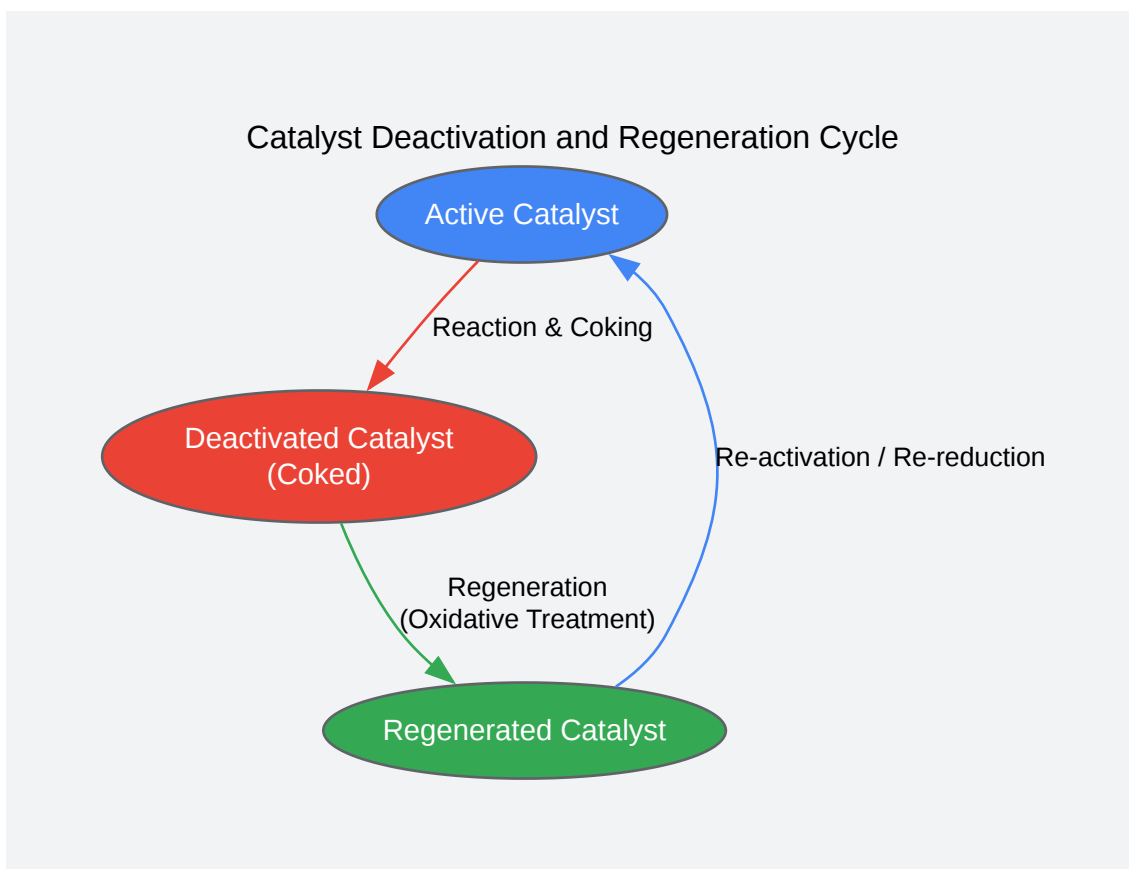 Catalyst Deactivation and Regeneration Cycle
Active Catalyst
Reaction & Coking
Deactivated Catalyst
(Coked)
Re-activation / Re-reduction
Regeneration
(Oxidative Treatment)
Regenerated Catalyst